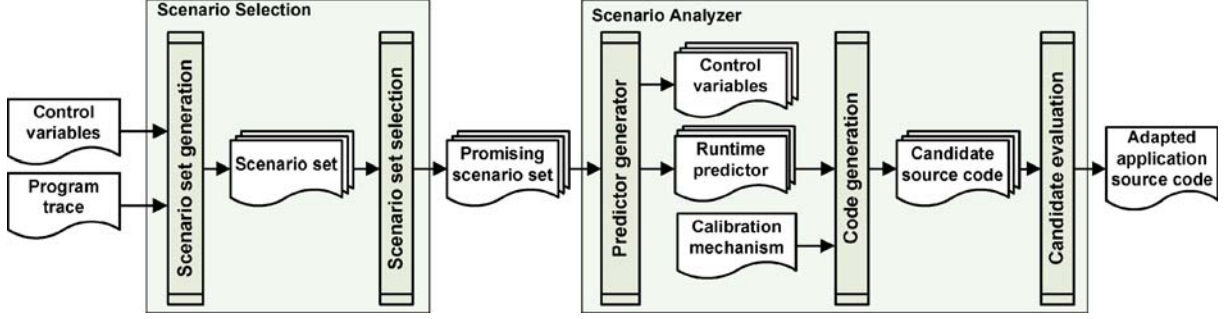 Scenario Selection
Control
variables
Program
trace
Scenario set generation
Scenario set
Scenario set selection
Promising
scenario set
Scenario Analyzer
Predictor generator
Control
variables
Runtime
predictor
Calibration
mechanism
Code generation
Candidate
source code
Candidate evaluation
Adapted
application
source code